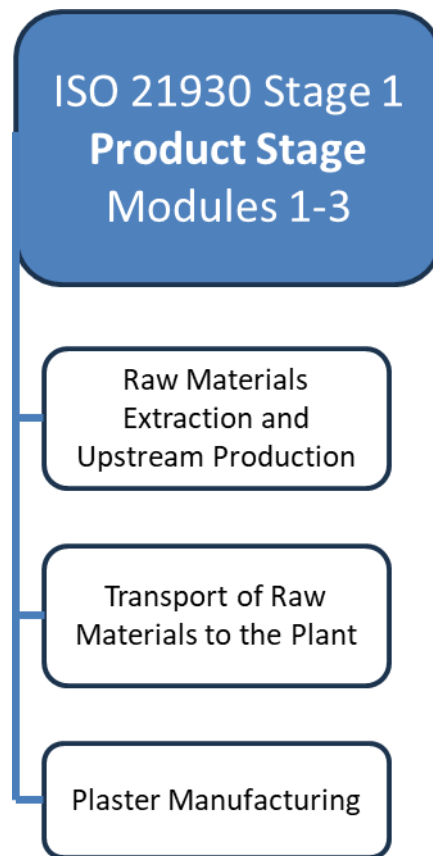 ISO 21930 Stage 1
Product Stage
Modules 1-3
Raw Materials
Extraction and
Upstream Production
Transport of Raw
Materials to the Plant
Plaster Manufacturing